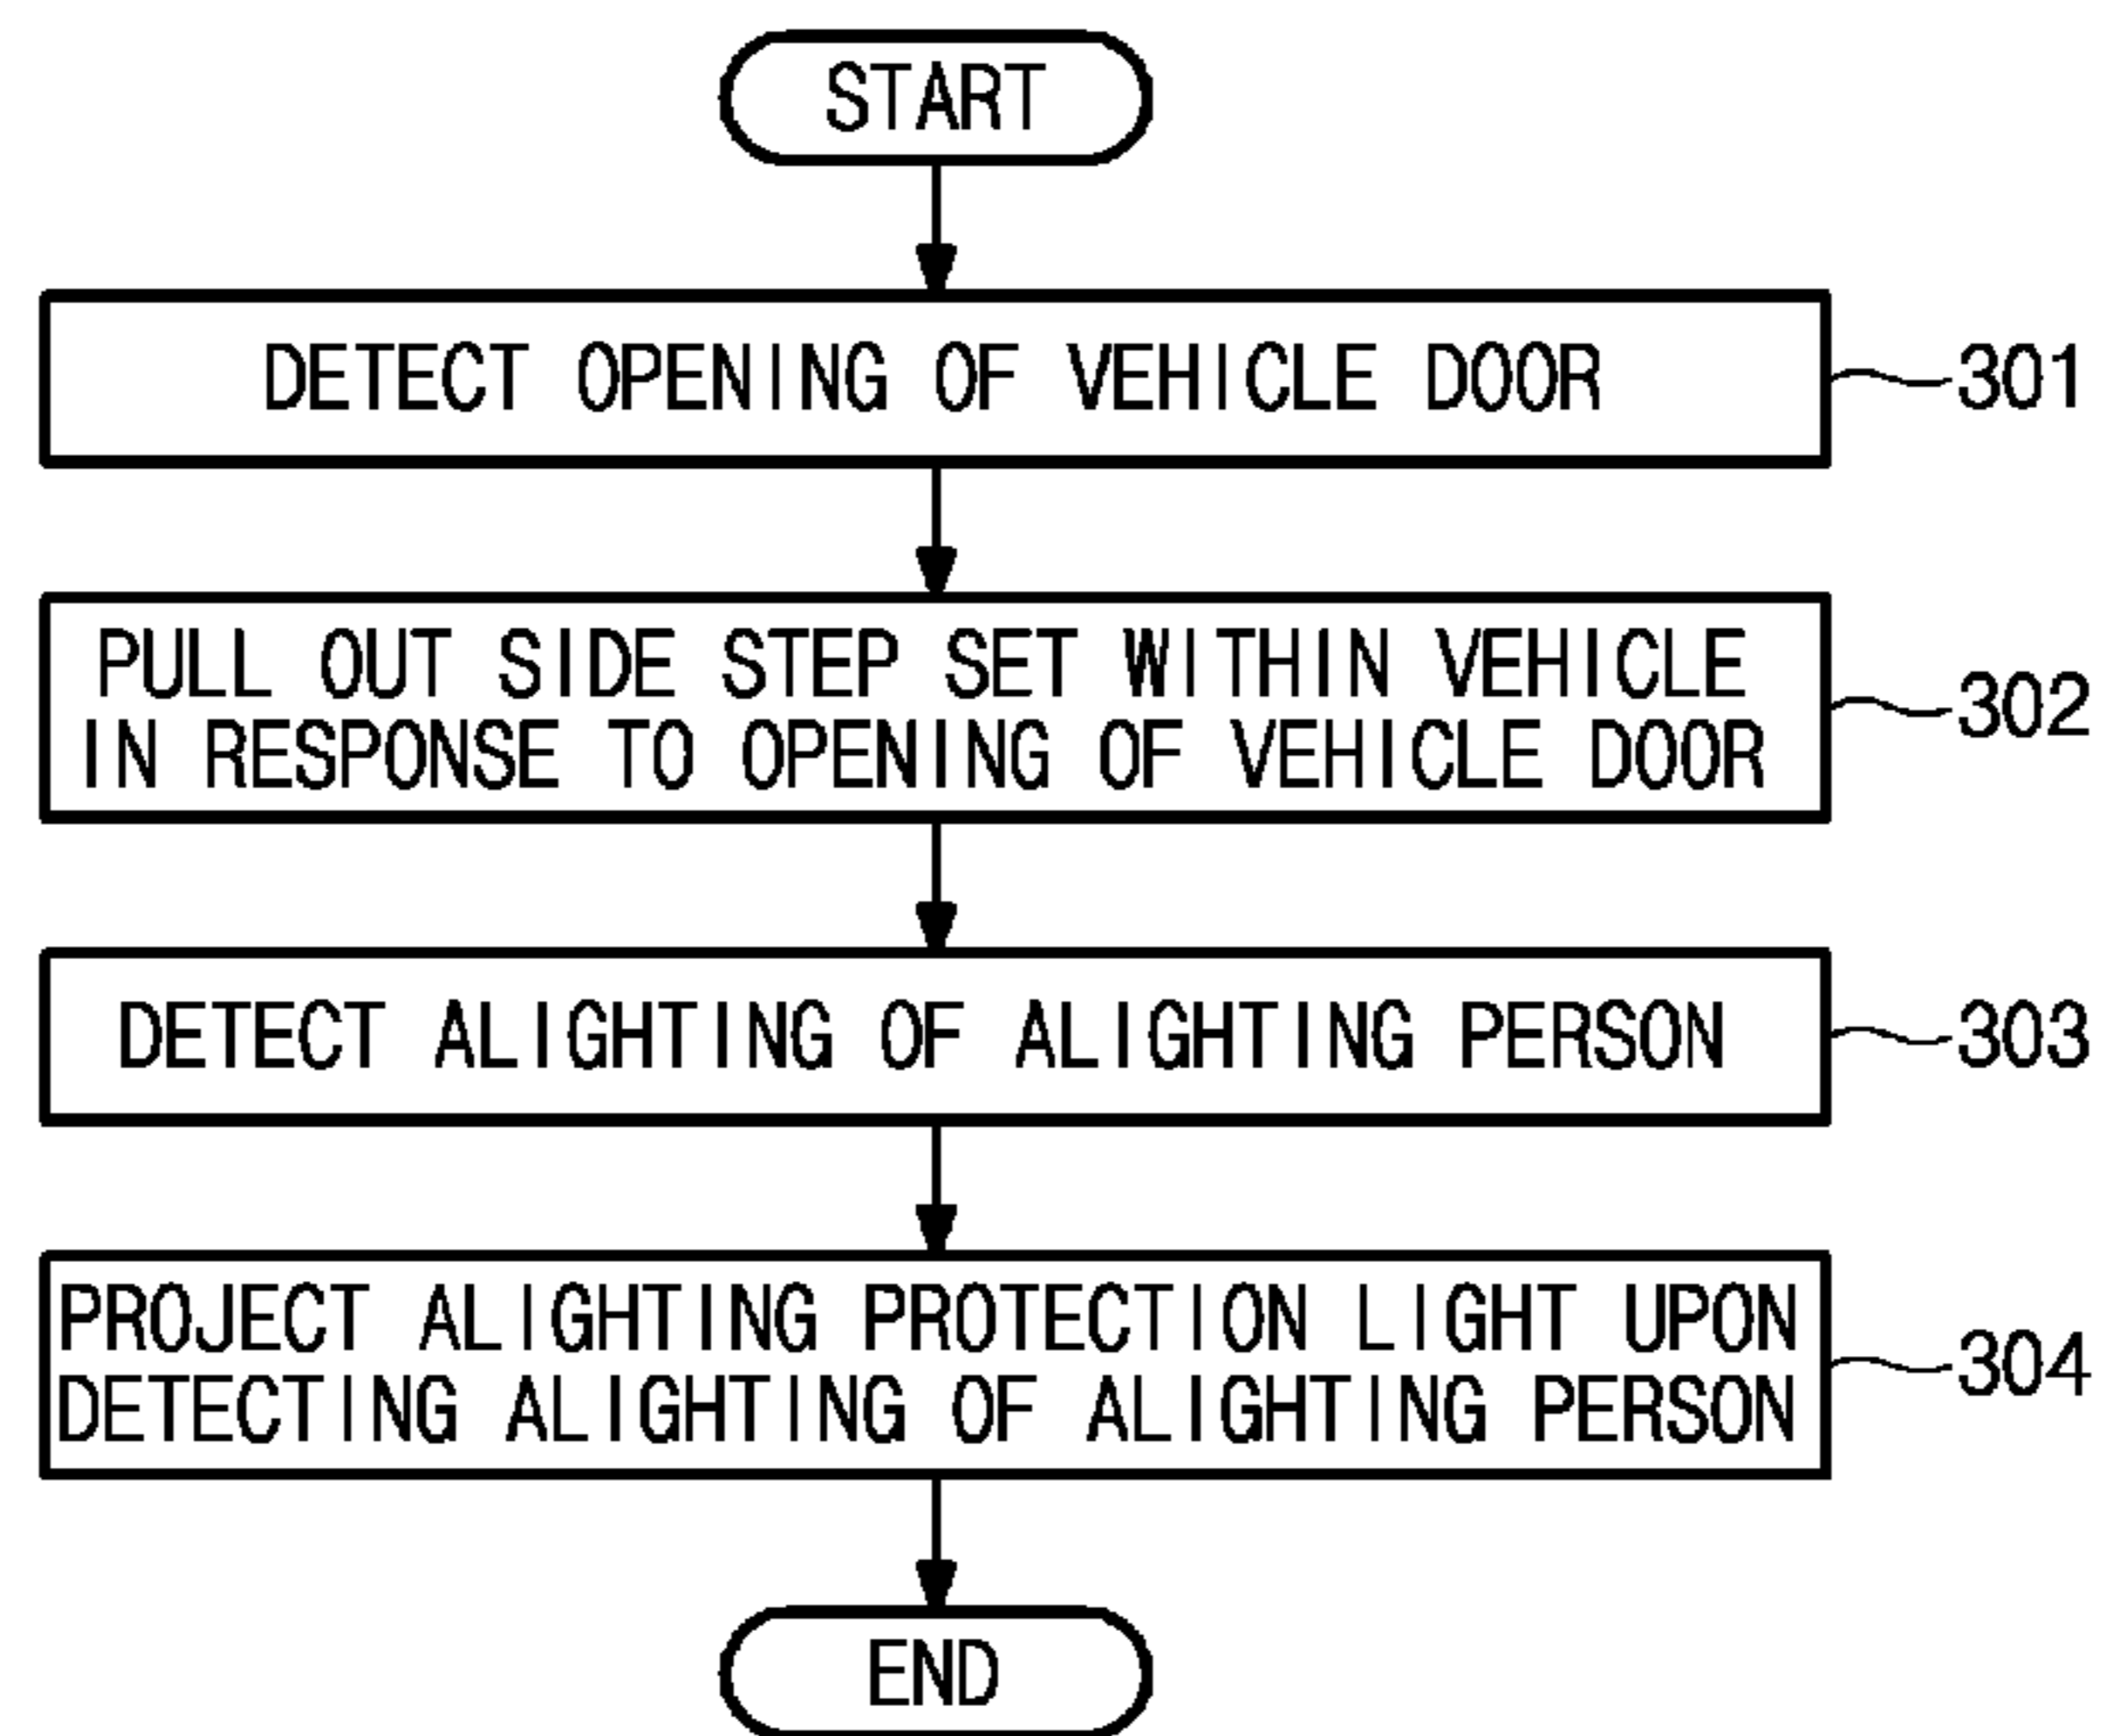 START
DETECT OPENING OF VEHICLE DOOR
301
PULL OUT SIDE STEP SET WITHIN VEHICLE
IN RESPONSE TO OPENING OF VEHICLE DOOR
302
DETECT ALIGHTING OF ALIGHTING PERSON
303
PROJECT ALIGHTING PROTECTION LIGHT UPON
DETECTING ALIGHTING OF ALIGHTING PERSON
304
END